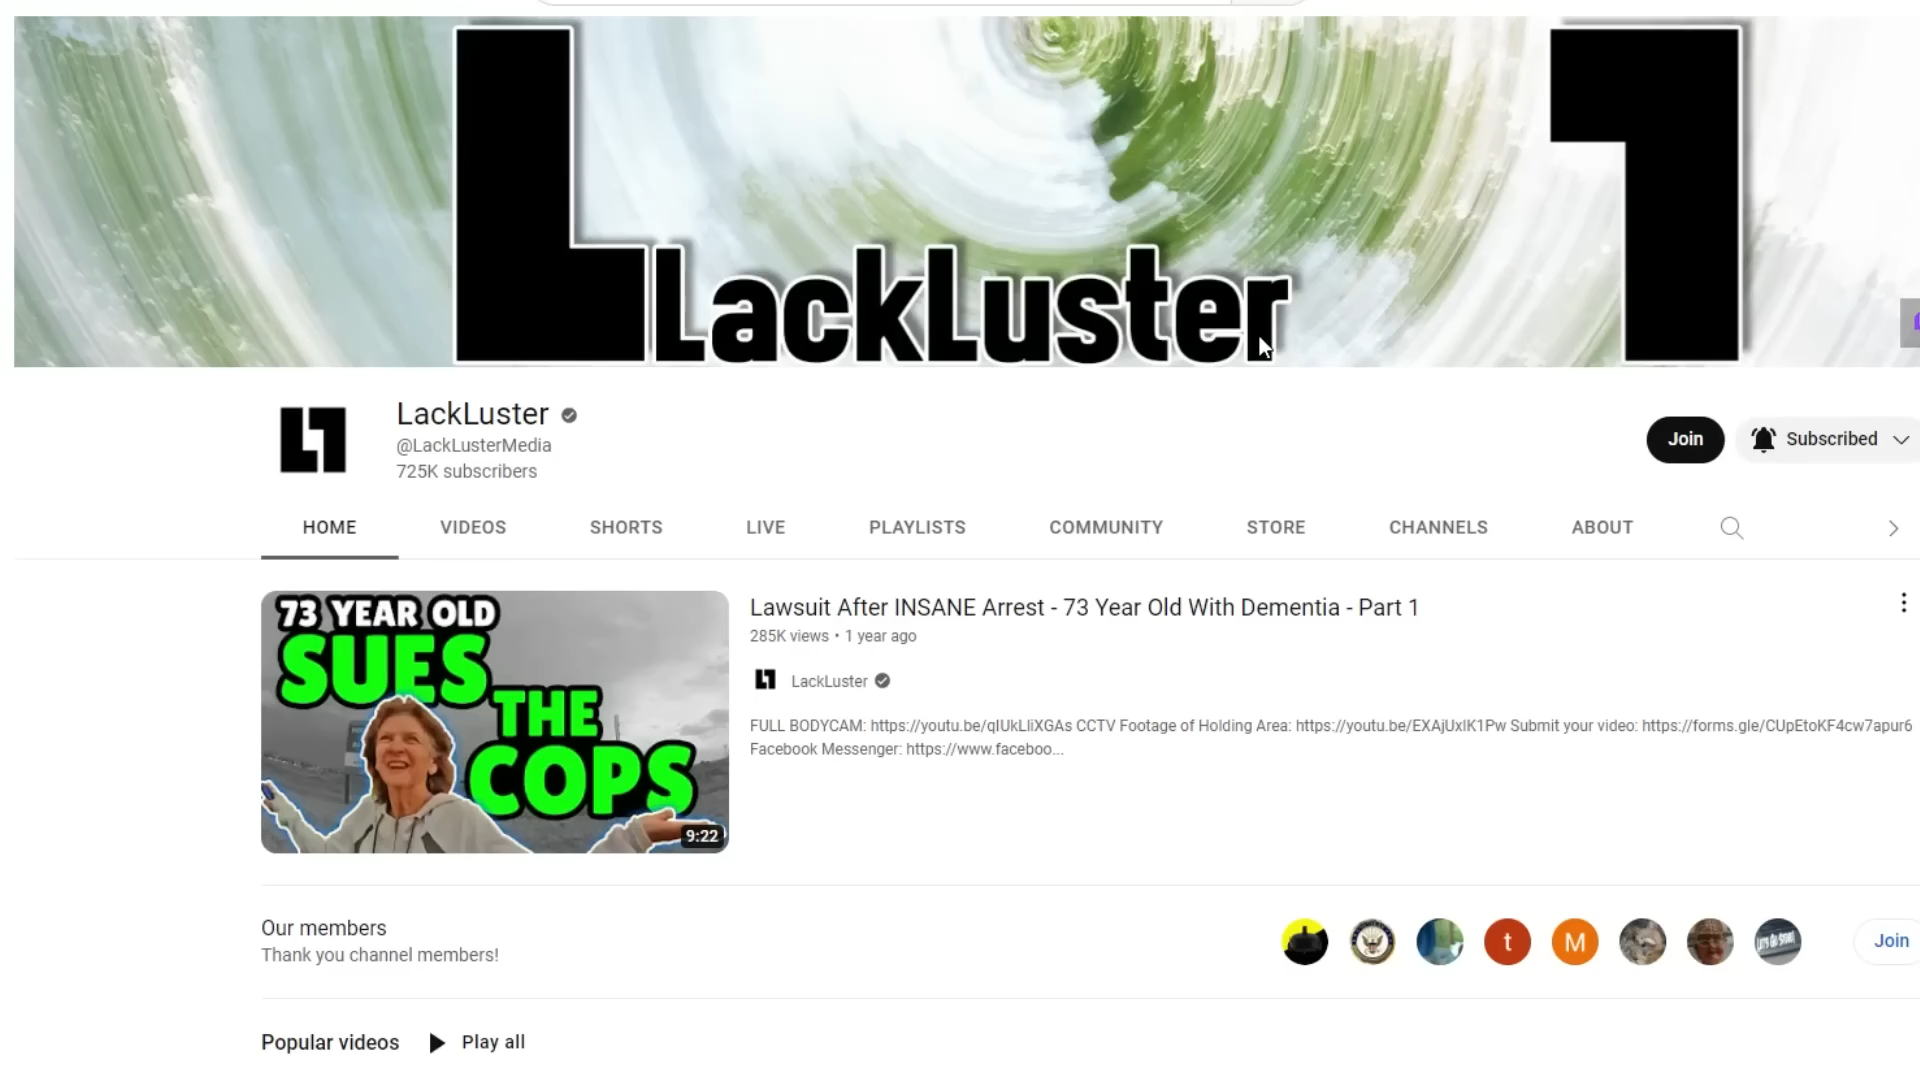 LackLuster
LackLuster
@LackLusterMedia
725K subscribers
Join
Subscribed
HOME
VIDEOS
SHORTS
LIVE
PLAYLISTS
COMMUNITY
STORE
CHANNELS
ABOUT
73 YEAR OLD
SUES
THE
COPS
9:22
Lawsuit After INSANE Arrest - 73 Year Old With Dementia - Part 1
285K views • 1 year ago
LackLuster
FULL BODYCAM: https://youtu.be/qIUkLIiXGAs CCTV Footage of Holding Area: https://youtu.be/EXAjUxlK1Pw Submit your video: https://forms.gle/CUpEtoKF4cw7apur6
Facebook Messenger: https://www.faceboo...
Our members
Thank you channel members!
t
M
Join
Popular videos
Play all